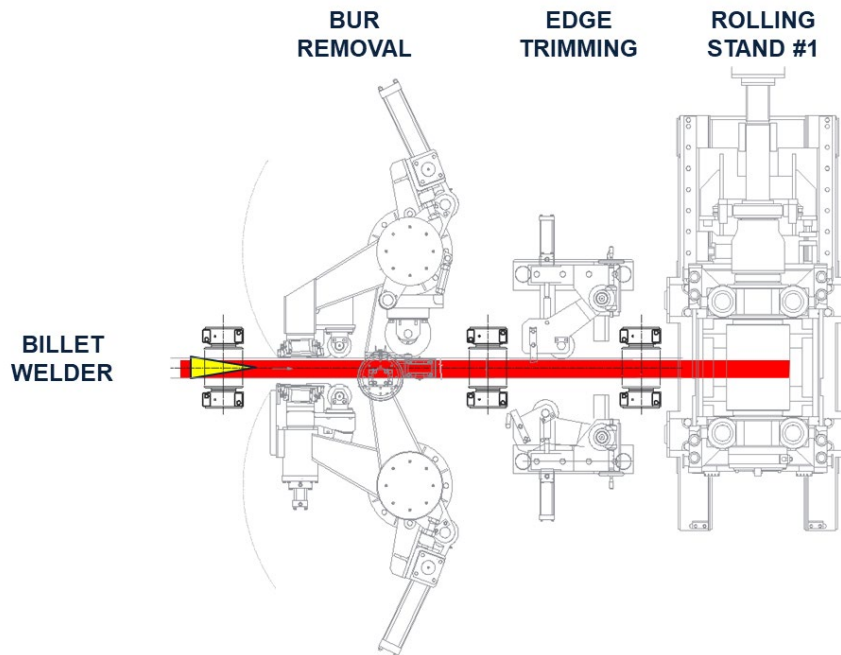 BUR
REMOVAL
EDGE
TRIMMING
ROLLING
STAND #1
BILLET
WELDER